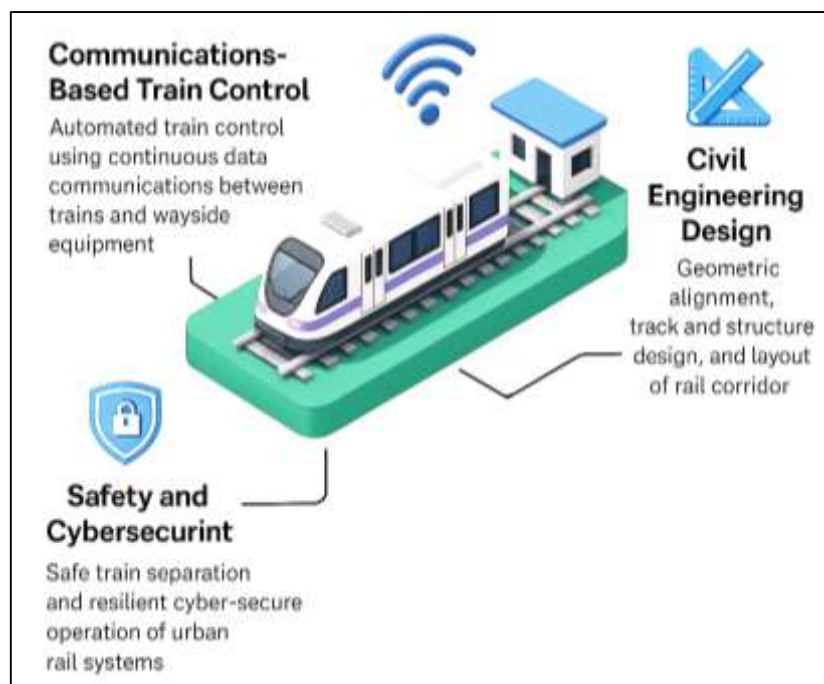 Communications-
Based Train Control
Automated train control
using continuous data
communications between
trains and wayside
equipment
Civil
Engineering
Design
Geometric
alignment,
track and structure
design, and layout
of rail corridor
Safety and
Cybersecurint
Safe train separation
and resilient cyber-secure
operation of urban
rail systems